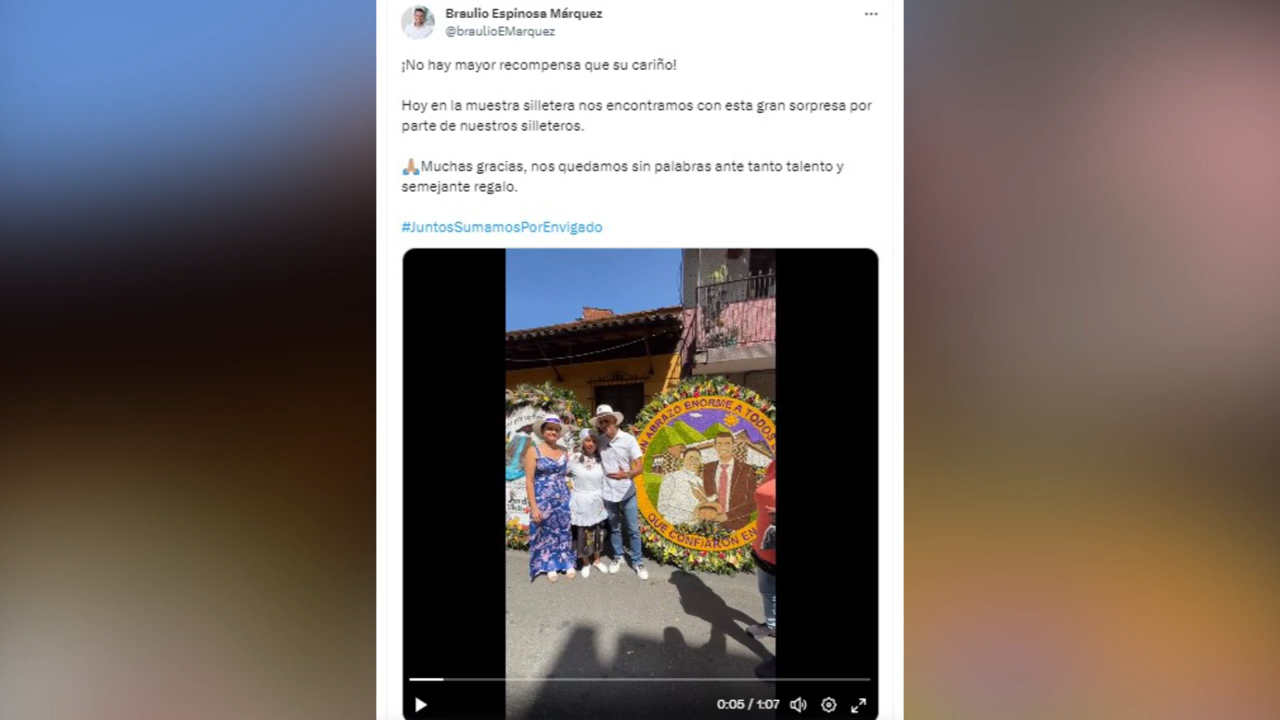 Braulio Espinosa Márquez
@braulioEMarquez
¡No hay mayor recompensa que su cariño!
Hoy en la muestra silletera nos encontramos con esta gran sorpresa por
parte de nuestros silleteros.
🙏🏼Muchas gracias, nos quedamos sin palabras ante tanto talento y
semejante regalo.
#JuntosSumamosPorEnvigado
ABRAZO ENORME A TODOS
QUE CONFIARON EN
0:05 / 1:07